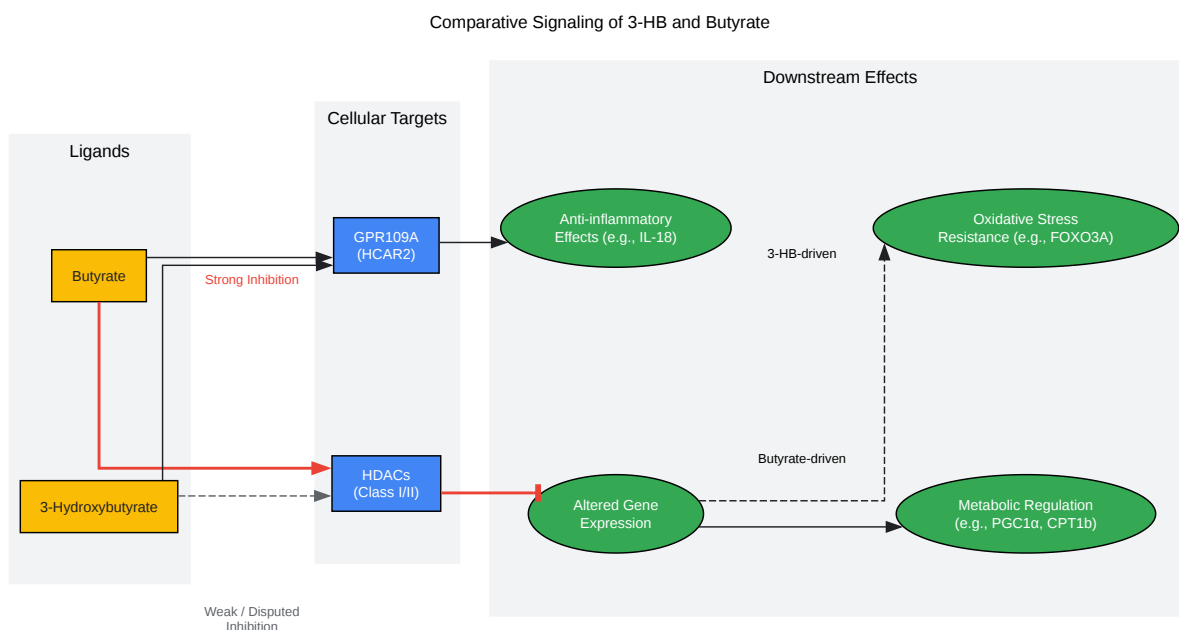 Comparative Signaling of 3-HB and Butyrate
Ligands
Butyrate
3-Hydroxybutyrate
Strong Inhibition
Weak / Disputed
Inhibition
Cellular Targets
GPR109A
(HCAR2)
HDACs
(Class I/II)
Downstream Effects
Anti-inflammatory
Effects (e.g., IL-18)
3-HB-driven
Oxidative Stress
Resistance (e.g., FOXO3A)
Butyrate-driven
Altered Gene
Expression
Metabolic Regulation
(e.g., PGC1α, CPT1b)